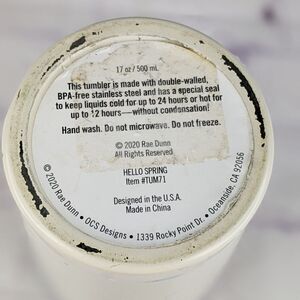 17 oz / 500 mL
This tumbler is made with double-walled,
BPA-free stainless steel and has a special seal
to keep liquids cold for up to 24 hours or hot for
up to 12 hours—without condensation!
Hand wash. Do not microwave. Do not freeze.
© 2020 Rae Dunn
All Rights Reserved
HELLO SPRING
Item #TUM71
Designed in the U.S.A.
Made in China
© 2020 Rae Dunn • OCS Designs • 1339 Rocky Point Dr. • Oceanside, CA 92056